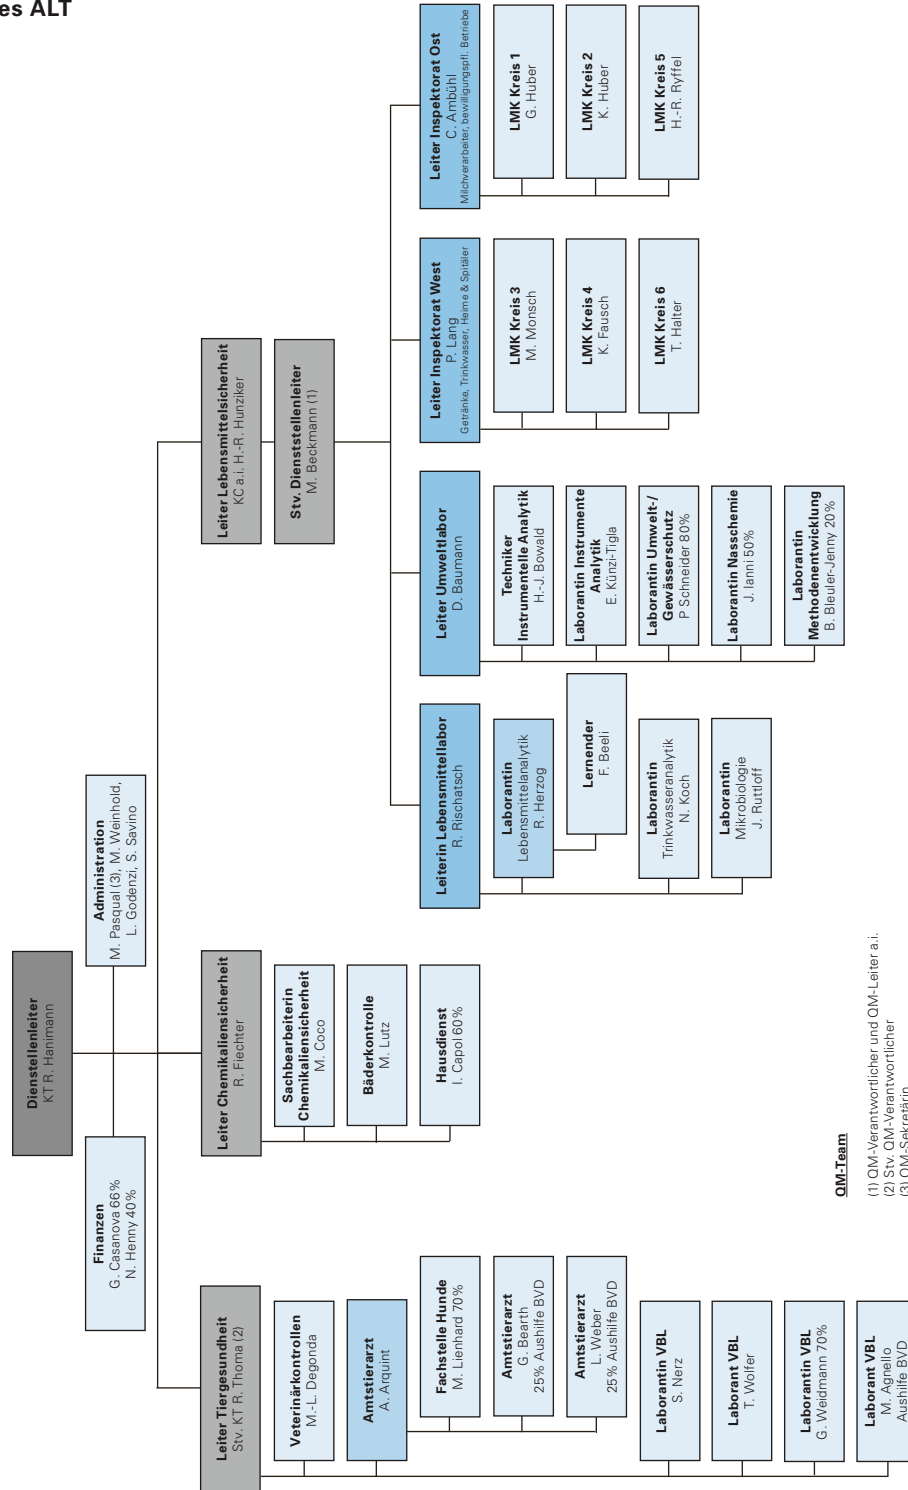 es ALT
Dienststellenleiter
KT R. Hanimann
Finanzen
G. Casanova 66%
N. Henny 40%
Administration
M. Pasqual (3), M. Weinhold,
L. Godenzi, S. Savino
Leiter Tiergesundheit
Stv. KT R. Thoma (2)
Veterinärkontrollen
M.-L. Degonda
Amtstierarzt
A. Arquint
Fachstelle Hunde
M. Lienhard 70%
Amtstierarzt
G. Bearth
25% Aushilfe BVD
Amtstierarzt
L. Weber
25% Aushilfe BVD
Laborantin VBL
S. Nerz
Laborant VBL
T. Wolfer
Laborantin VBL
G. Weidmann 70%
Laborant VBL
M. Agnello
Aushilfe BVD
Leiter Chemikaliensicherheit
R. Fiechter
Sachbearbeiterin
Chemikaliensicherheit
M. Coco
Bäderkontrolle
M. Lutz
Hausdienst
I. Capol 60%
Leiter Lebensmittelsicherheit
KC a.i. H.-R. Hunziker
Stv. Dienststellenleiter
M. Beckmann (1)
Leiterin Lebensmittellabor
R. Rischatsch
Laborantin
Lebensmittelanalytik
R. Herzog
Lernender
F. Beeli
Laborantin
Trinkwasseranalytik
N. Koch
Laborantin
Mikrobiologie
J. Ruttloff
Leiter Umweltlabor
D. Baumann
Techniker
Instrumentelle Analytik
H.-J. Bowald
Laborantin Instrumente
Analytik
E. Künzi-Tigla
Laborantin Umwelt-/
Gewässerschutz
P Schneider 80%
Laborantin Nasschemie
J. Ianni 50%
Laborantin
Methodenentwicklung
B. Bleuler-Jenny 20%
Leiter Inspektorat West
P. Lang
Getränke, Trinkwasser, Heime & Spitäler
LMK Kreis 3
M. Monsch
LMK Kreis 4
K. Fausch
LMK Kreis 6
T. Halter
Leiter Inspektorat Ost
C. Ambühl
Milchverarbeiter, bewilligungspfl. Betriebe
LMK Kreis 1
G. Huber
LMK Kreis 2
K. Huber
LMK Kreis 5
H.-R. Ryffel
QM-Team
(1) QM-Verantwortlicher und QM-Leiter a.i.
(2) Stv. QM-Verantwortlicher
(3) QM-Sekretärin